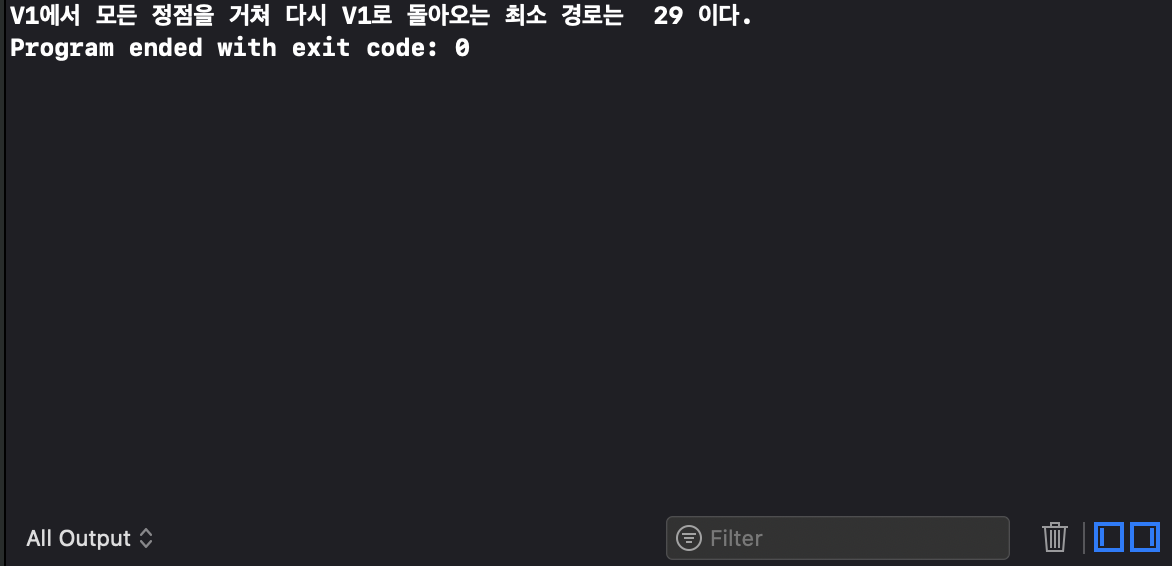 V1에서 모든 정점을 거쳐 다시 V1로 돌아오는 최소 경로는  29 이다.
Program ended with exit code: 0
All Output
Filter